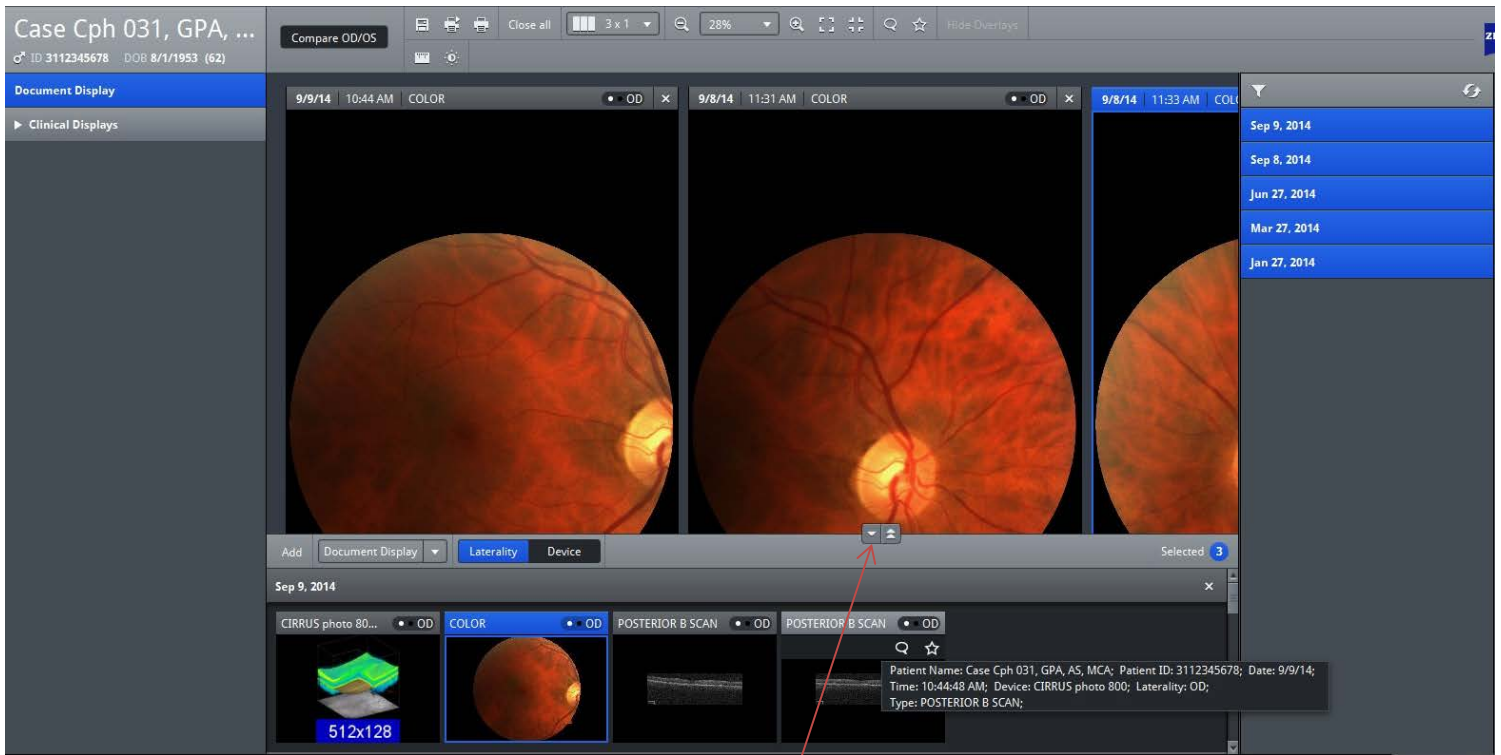 Case Cph 031, GPA, ...
ID 3112345678 DOB 8/1/1953 (62)
Compare OD/OS
Close all
3 x 1
28%
Hide Overlays
Document Display
Clinical Displays
9/9/14 10:44 AM COLOR OD
9/8/14 11:31 AM COLOR OD
9/8/14 11:33 AM
Sep 9, 2014
Sep 8, 2014
Jun 27, 2014
Mar 27, 2014
Jan 27, 2014
Add Document Display Laterality Device Selected 3
Sep 9, 2014
CIRRUS photo 80... OD
COLOR OD
POSTERIOR B SCAN OD
POSTERIOR B SCAN OD
512x128
Patient Name: Case Cph 031, GPA, AS, MCA; Patient ID: 3112345678; Date: 9/9/14;
Time: 10:44:48 AM; Device: CIRRUS photo 800; Laterality: OD;
Type: POSTERIOR B SCAN;